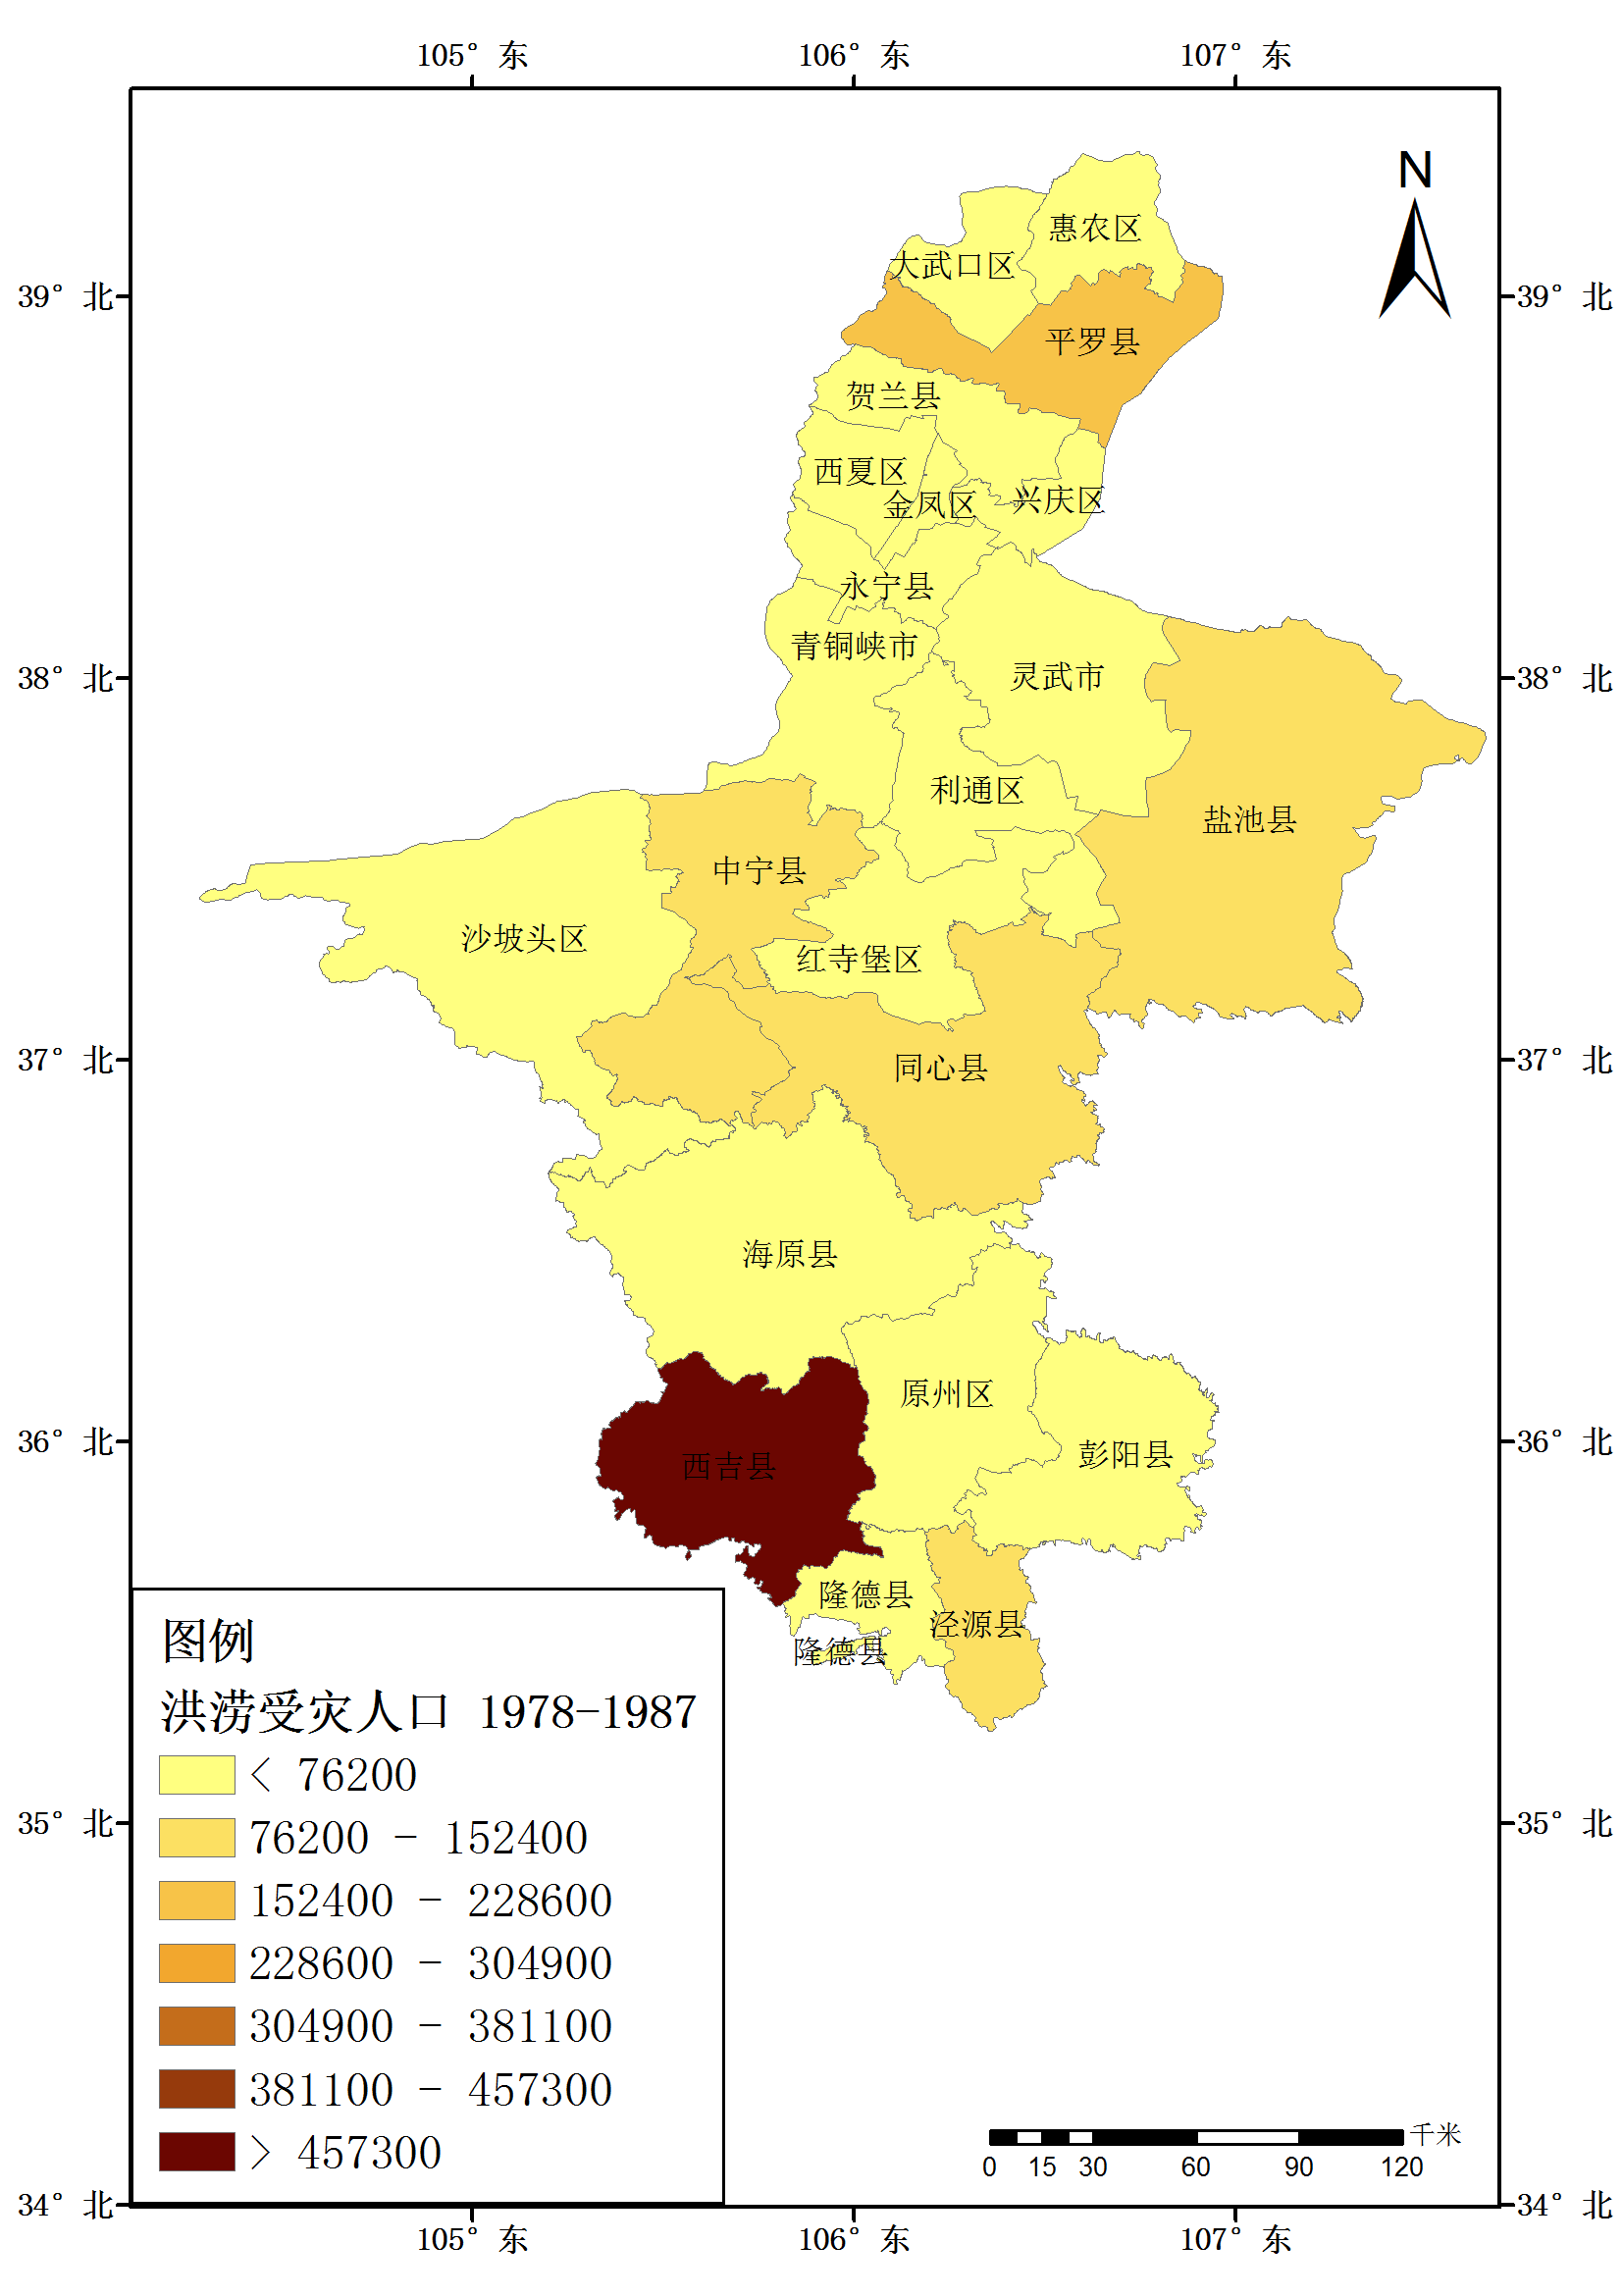 105° 东 106° 东 107° 东
N
惠农区
大武口区
39° 北 39° 北
平罗县
贺兰县
西夏区
金凤区
兴庆区
永宁县
青铜峡市
灵武市
38° 北 38° 北
利通区
盐池县
中宁县
沙坡头区
红寺堡区
37° 北 37° 北
同心县
海原县
原州区
36° 北 36° 北
彭阳县
西吉县
隆德县
泾源县
隆德县
图例
洪涝受灾人口 1978-1987
< 76200
76200 - 152400
35° 北 35° 北
152400 - 228600
228600 - 304900
304900 - 381100
381100 - 457300
> 457300
千米
0 15 30 60 90 120
34° 北 34° 北
105° 东 106° 东 107° 东